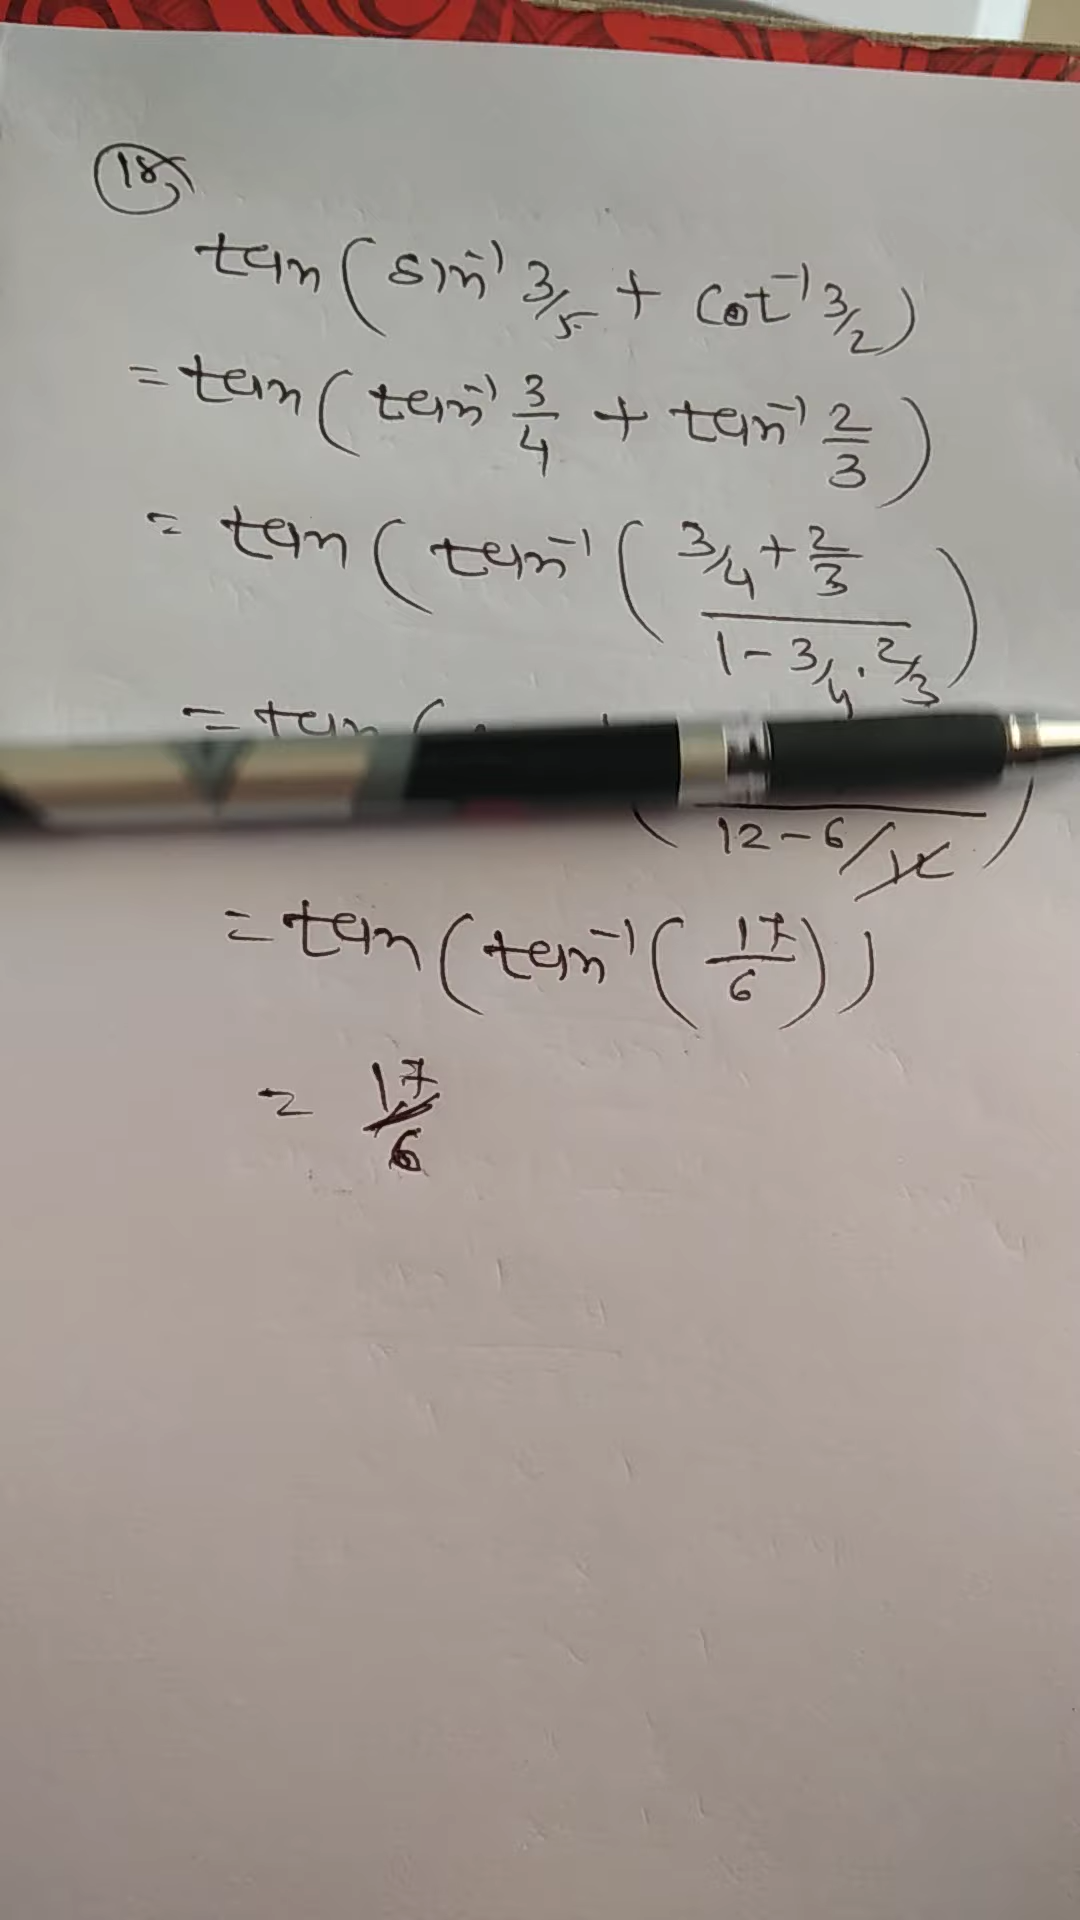 18,
tan ( sin⁻¹ 3/5 + cot⁻¹ 3/2 )
= tan ( tan⁻¹ 3/4 + tan⁻¹ 2/3 )
= tan ( tan⁻¹ ( (3/4 + 2/3) / (1 - 3/4 . 2/3) )
= tan (
12 - 6 / )
= tan ( tan⁻¹ ( 17/6 ) )
= 17/6